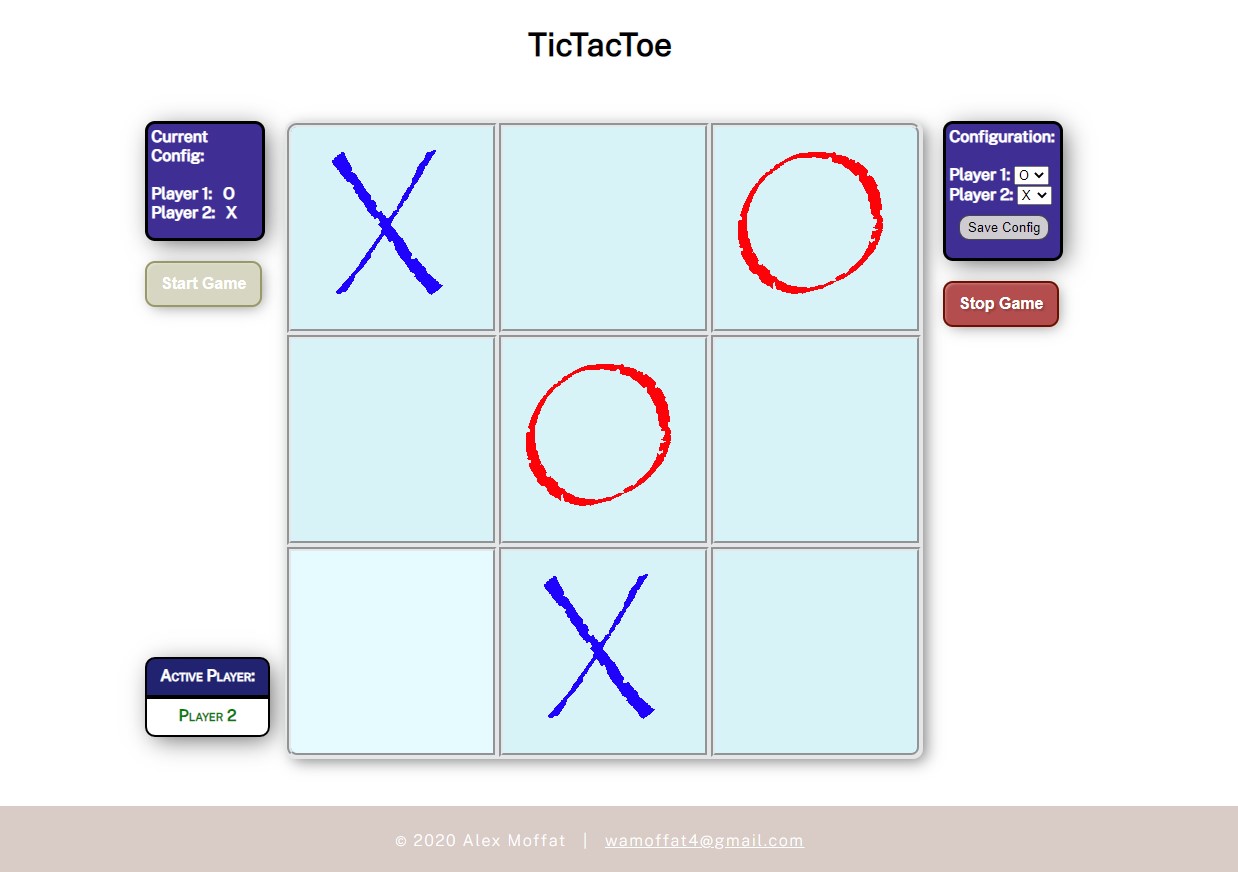 TicTacToe
Current
Config:
Player 1: O
Player 2: X
Start Game
X
O
O
X
Configuration:
Player 1: O
Player 2: X
Save Config
Stop Game
Active Player:
Player 2
© 2020 Alex Moffat | wamoffat4@gmail.com